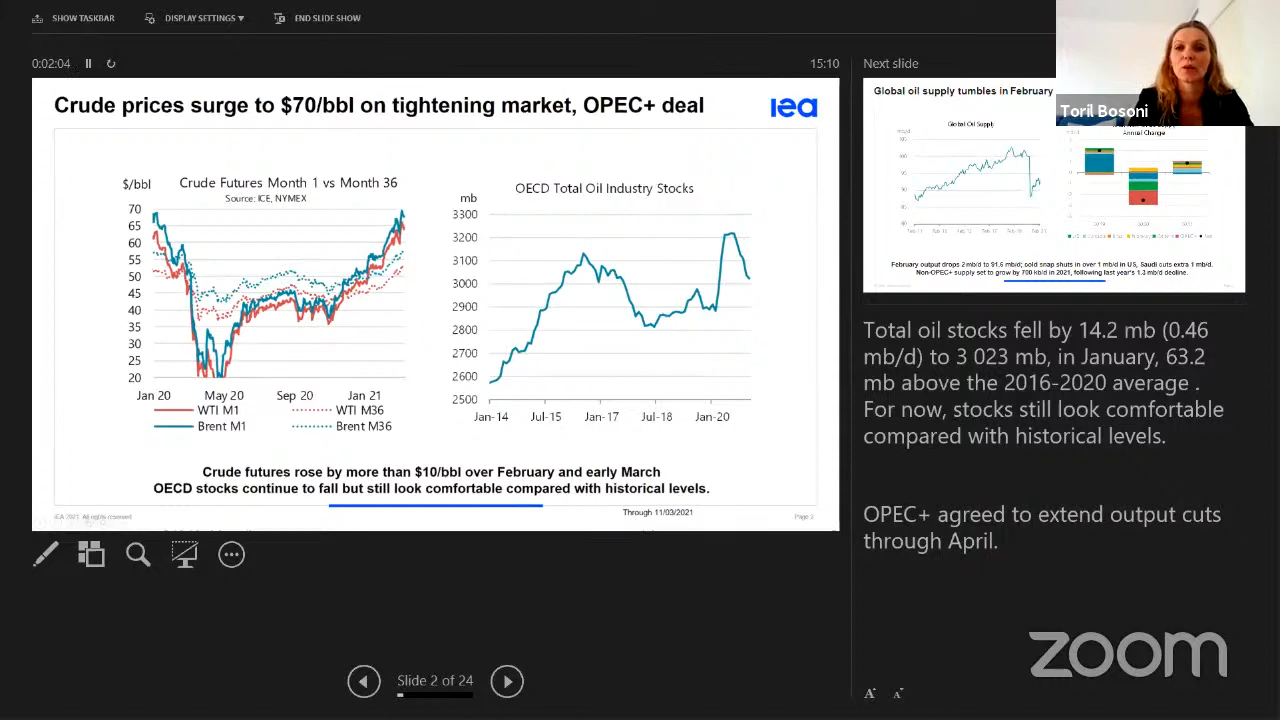 SHOW TASKBAR
DISPLAY SETTINGS ▼
END SLIDE SHOW
0:02:04
15:10
Crude prices surge to $70/bbl on tightening market, OPEC+ deal
iea
$/bbl
Crude Futures Month 1 vs Month 36
Source: ICE, NYMEX
70
65
60
55
50
45
40
35
30
25
20
Jan 20
May 20
Sep 20
Jan 21
WTI M1
WTI M36
Brent M1
Brent M36
OECD Total Oil Industry Stocks
mb
3300
3200
3100
3000
2900
2800
2700
2600
2500
Jan-14
Jul-15
Jan-17
Jul-18
Jan-20
Crude futures rose by more than $10/bbl over February and early March
OECD stocks continue to fall but still look comfortable compared with historical levels.
Through 11/03/2021
IEA 2021. All rights reserved
Page 2
Slide 2 of 24
Next slide
Global oil supply tumbles in February
Global Oil Supply
Annual Change
February output drops 2 mb/d to 91.6 mb/d; cold snap shuts in over 1 mb/d in US, Saudi cuts extra 1 mb/d.
Non-OPEC+ supply set to grow by 700 kb/d in 2021, following last year's 1.3 mb/d decline.
Toril Bosoni
Total oil stocks fell by 14.2 mb (0.46
mb/d) to 3 023 mb, in January, 63.2
mb above the 2016-2020 average .
For now, stocks still look comfortable
compared with historical levels.
OPEC+ agreed to extend output cuts
through April.
zoom
A A